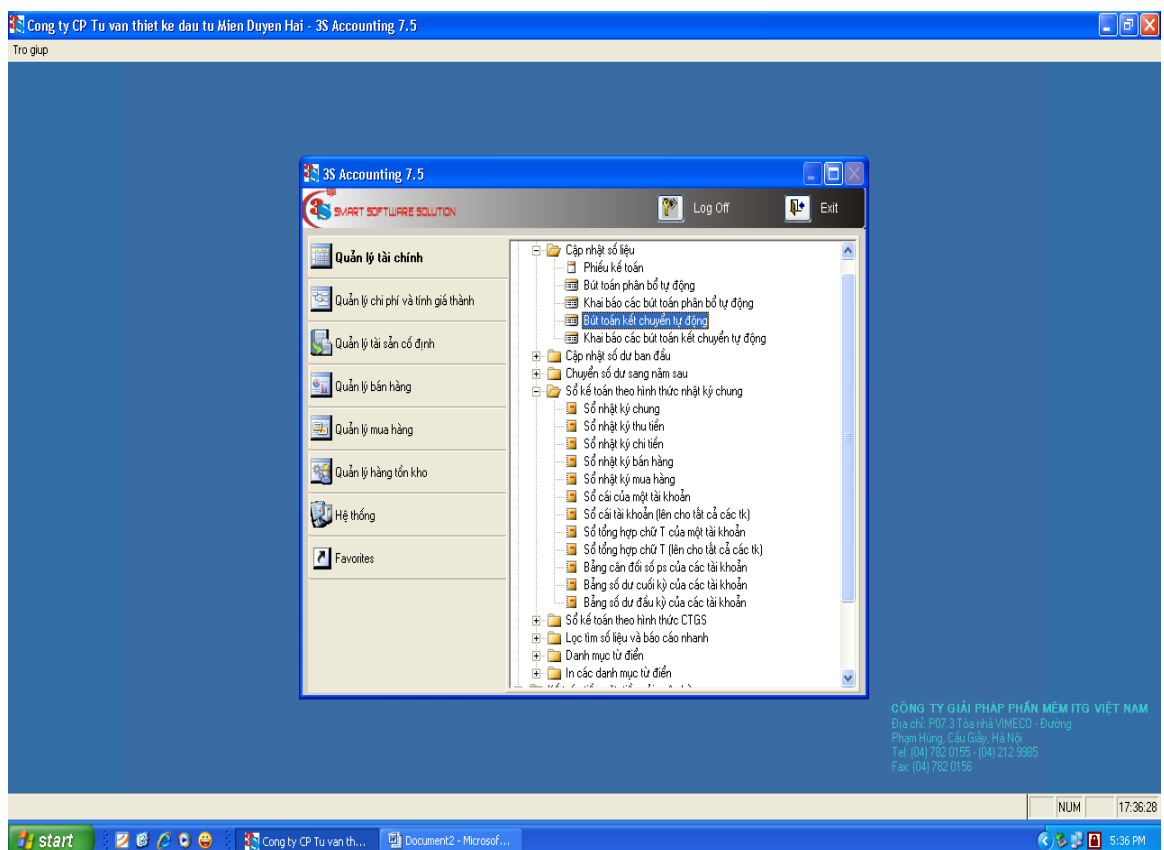 Cong ty CP Tu van thiet ke dau tu Mien Duyen Hai - 3S Accounting 7.5
Tro giup
3S Accounting 7.5
3S SMART SOFTWARE SOLUTION
Log Off
Exit
Quản lý tài chính
Quản lý chi phí và tính giá thành
Quản lý tài sản cố định
Quản lý bán hàng
Quản lý mua hàng
Quản lý hàng tồn kho
Hệ thống
Favorites
Cập nhật số liệu
Phiếu kế toán
Bút toán phân bổ tự động
Khai báo các bút toán phân bổ tự động
Bút toán kết chuyển tự động
Khai báo các bút toán kết chuyển tự động
Cập nhật số dư ban đầu
Chuyển số dư sang năm sau
Sổ kế toán theo hình thức nhật ký chung
Sổ nhật ký chung
Sổ nhật ký thu tiền
Sổ nhật ký chi tiền
Sổ nhật ký bán hàng
Sổ nhật ký mua hàng
Sổ cái của một tài khoản
Sổ cái tài khoản (lên cho tất cả các tk)
Sổ tổng hợp chữ T của một tài khoản
Sổ tổng hợp chữ T (lên cho tất cả các tk)
Bảng cân đối số ps của các tài khoản
Bảng số dư cuối kỳ của các tài khoản
Bảng số dư đầu kỳ của các tài khoản
Sổ kế toán theo hình thức CTGS
Lọc tìm số liệu và báo cáo nhanh
Danh mục từ điển
In các danh mục từ điển
CÔNG TY GIẢI PHÁP PHẦN MỀM ITG VIỆT NAM
Địa chỉ: P07.3 Tòa nhà VIMECO - Đường
Phạm Hùng, Cầu Giấy, Hà Nội
Tel: (04) 782 0155 - (04) 212 9985
Fax: (04) 782 0156
NUM
17:36:28
start
Cong ty CP Tu van th...
Document2 - Microsof...
5:36 PM